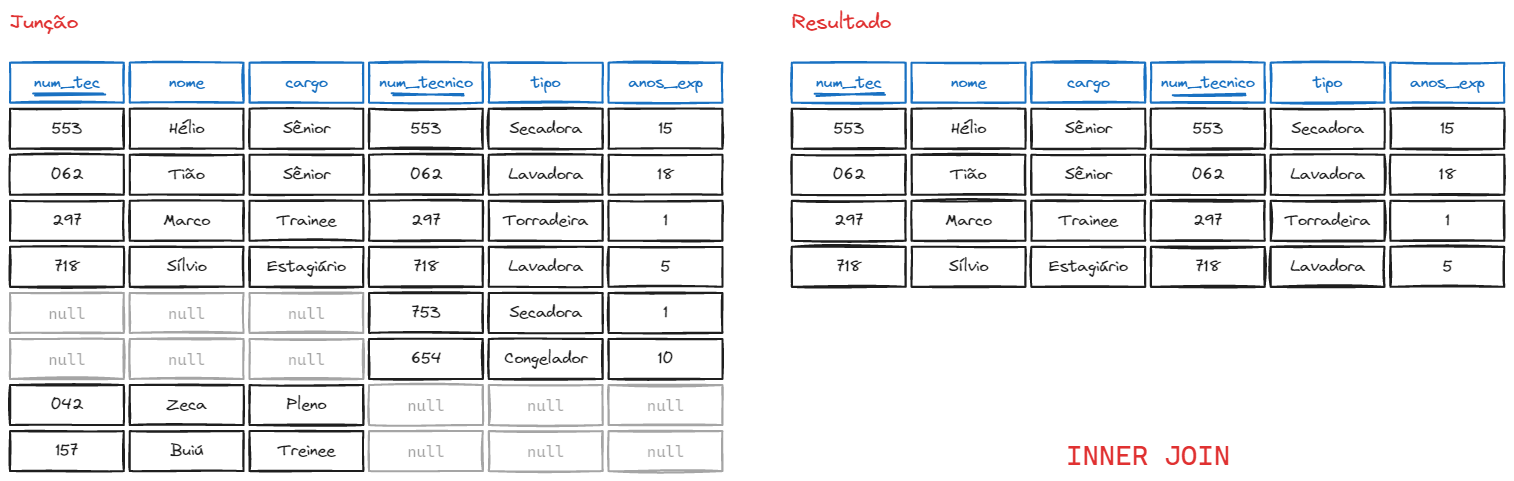 Junção
num_tec nome cargo num_tecnico tipo anos_exp
553 Hélio Sênior 553 Secadora 15
062 Tião Sênior 062 Lavadora 18
297 Marco Trainee 297 Torradeira 1
718 Sílvio Estagiário 718 Lavadora 5
null null null 753 Secadora 1
null null null 654 Congelador 10
042 Zeca Pleno null null null
157 Buiá Treinee null null null
Resultado
num_tec nome cargo num_tecnico tipo anos_exp
553 Hélio Sênior 553 Secadora 15
062 Tião Sênior 062 Lavadora 18
297 Marco Trainee 297 Torradeira 1
718 Sílvio Estagiário 718 Lavadora 5
INNER JOIN